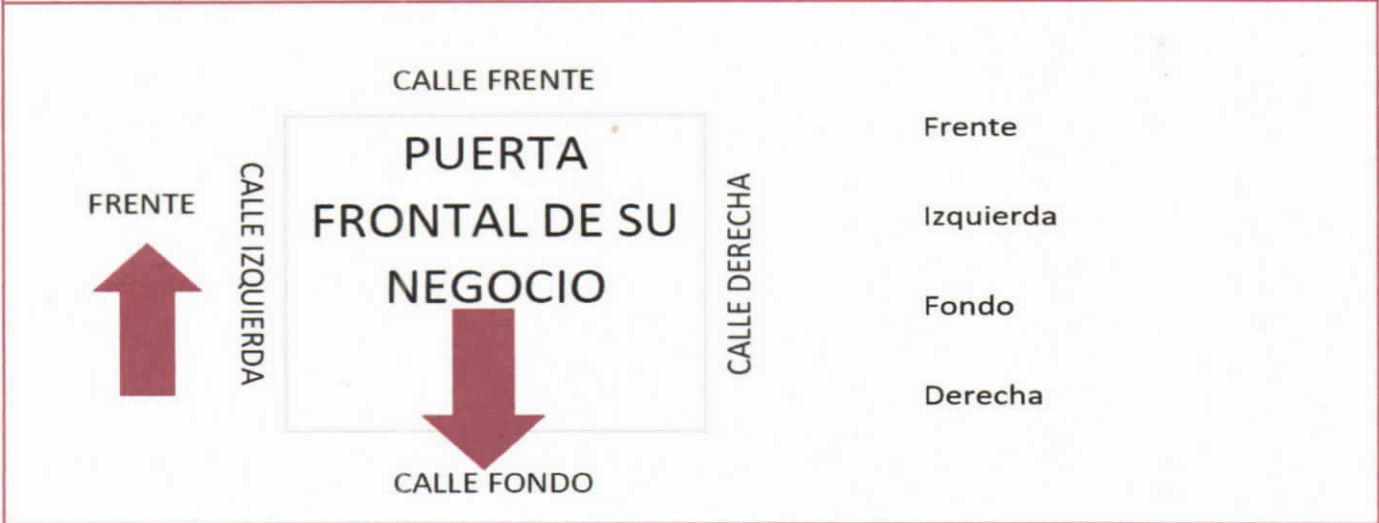 CALLE FRENTE
PUERTA
FRONTAL DE SU
NEGOCIO
FRENTE
CALLE IZQUIERDA
CALLE DERECHA
CALLE FONDO
Frente
Izquierda
Fondo
Derecha